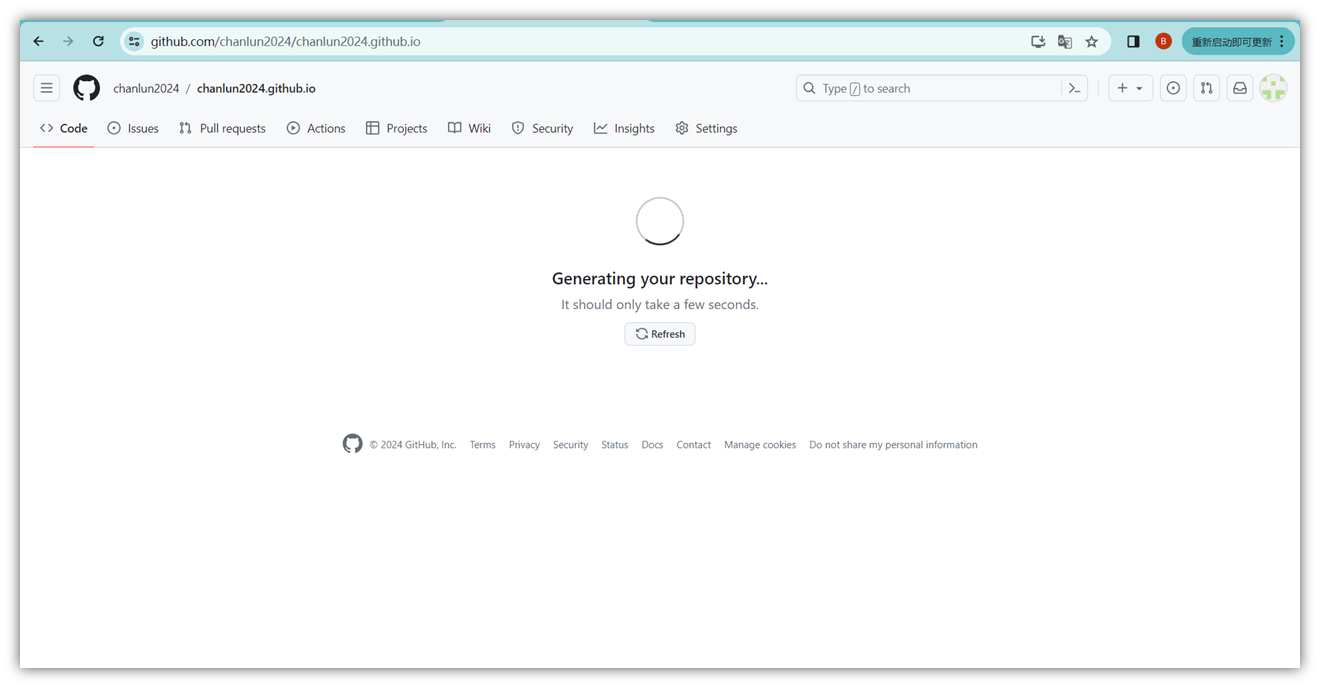 github.com/chanlun2024/chanlun2024.github.io
B
重新启动即可更新
chanlun2024 / chanlun2024.github.io
Type / to search
Code Issues Pull requests Actions Projects Wiki Security Insights Settings
Generating your repository...
It should only take a few seconds.
Refresh
© 2024 GitHub, Inc. Terms Privacy Security Status Docs Contact Manage cookies Do not share my personal information